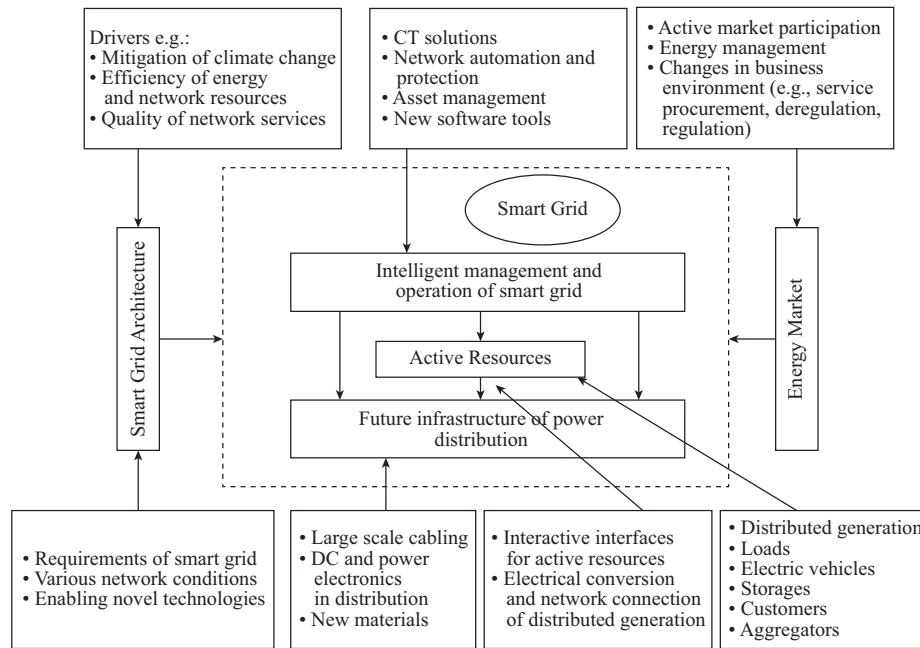 Drivers e.g.:
• Mitigation of climate change
• Efficiency of energy
and network resources
• Quality of network services
• CT solutions
• Network automation and
protection
• Asset management
• New software tools
• Active market participation
• Energy management
• Changes in business
environment (e.g., service
procurement, deregulation,
regulation)
Smart Grid
Smart Grid Architecture
Intelligent management and
operation of smart grid
Active Resources
Future infrastructure of power
distribution
Energy Market
• Requirements of smart grid
• Various network conditions
• Enabling novel technologies
• Large scale cabling
• DC and power
electronics
in distribution
• New materials
• Interactive interfaces
for active resources
• Electrical conversion
and network connection
of distributed generation
• Distributed generation
• Loads
• Electric vehicles
• Storages
• Customers
• Aggregators